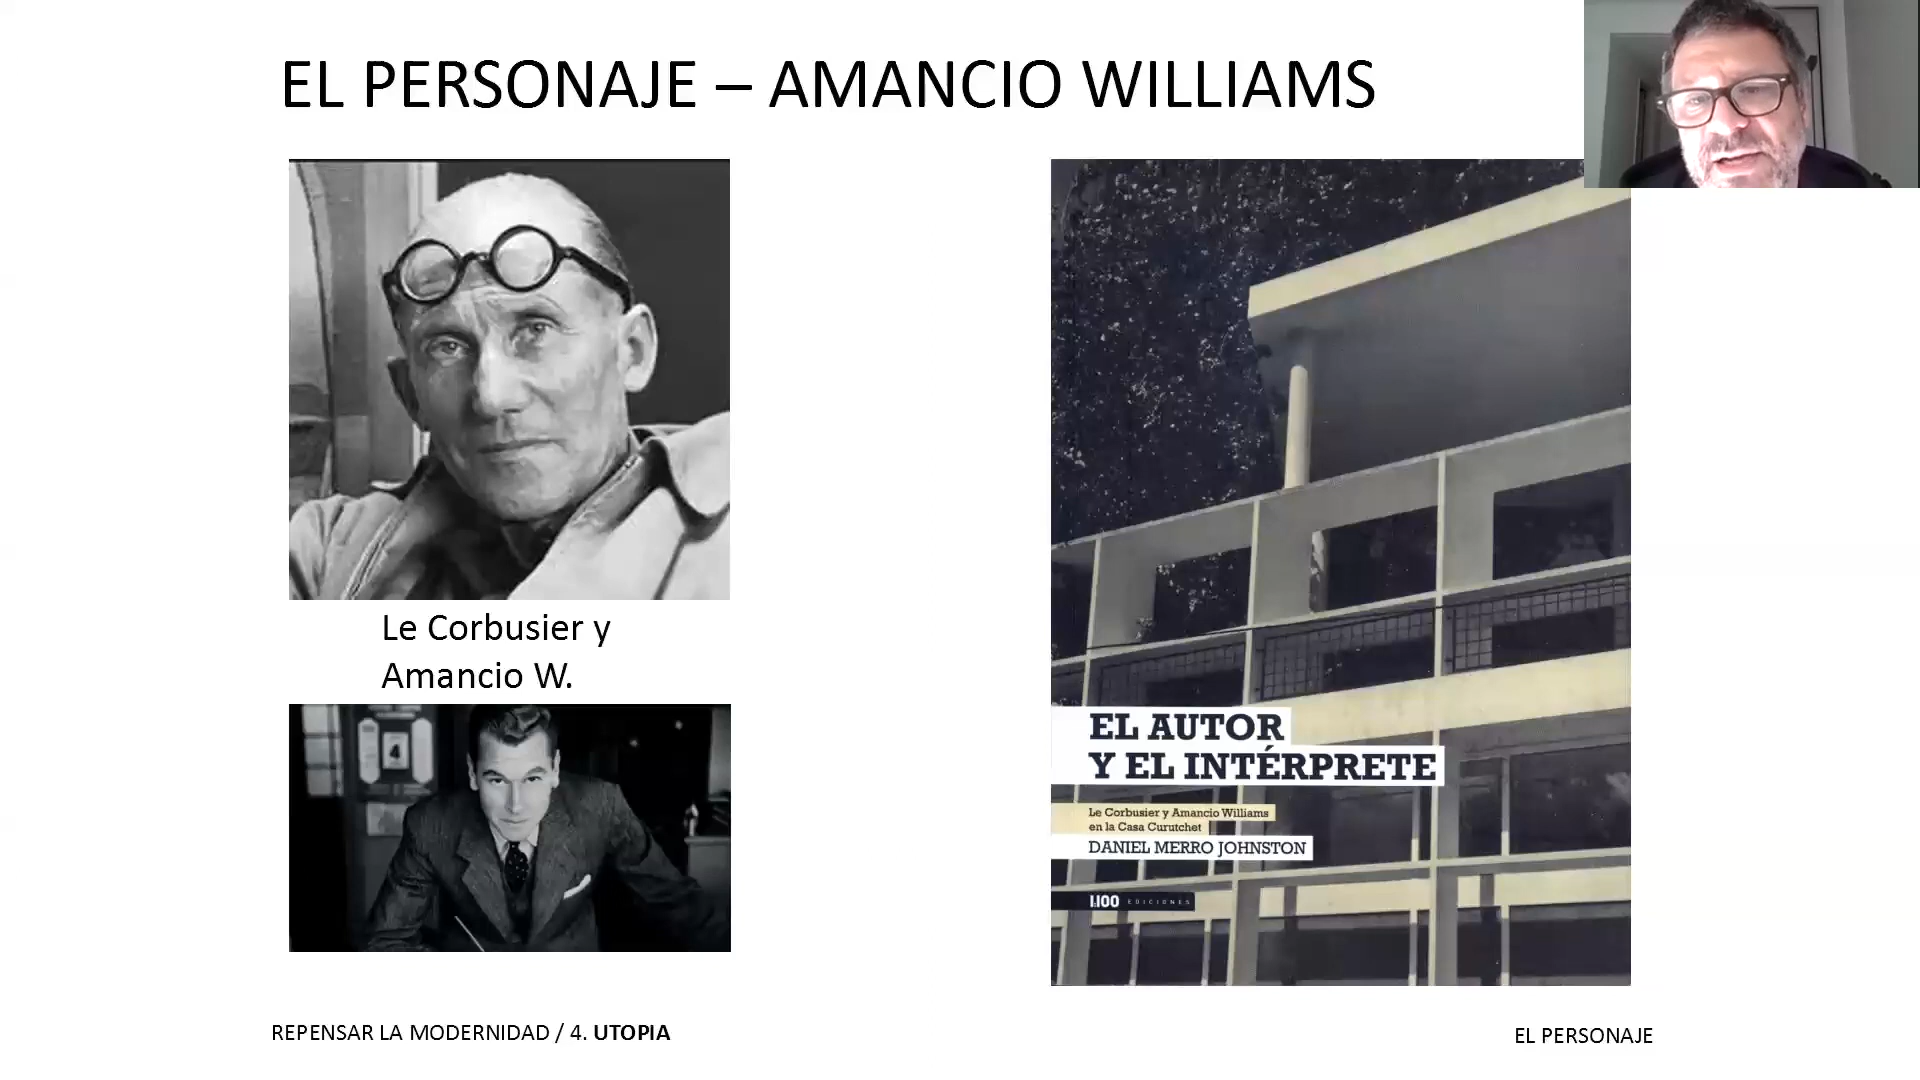 EL PERSONAJE – AMANCIO WILLIAMS
Le Corbusier y
Amancio W.
4
EL AUTOR
Y EL INTÉRPRETE
Le Corbusier y Amancio Williams
en la Casa Curutchet
DANIEL MERRO JOHNSTON
1:100 EDICIONES
REPENSAR LA MODERNIDAD / 4. UTOPIA
EL PERSONAJE